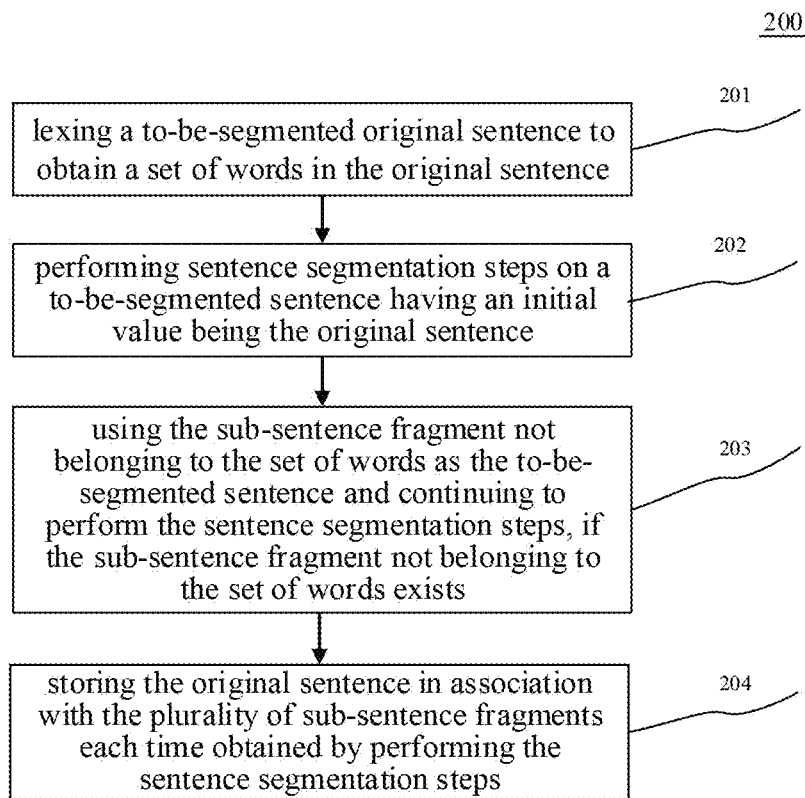 200
201
lexing a to-be-segmented original sentence to
obtain a set of words in the original sentence
202
performing sentence segmentation steps on a
to-be-segmented sentence having an initial
value being the original sentence
203
using the sub-sentence fragment not
belonging to the set of words as the to-be-
segmented sentence and continuing to
perform the sentence segmentation steps, if
the sub-sentence fragment not belonging to
the set of words exists
204
storing the original sentence in association
with the plurality of sub-sentence fragments
each time obtained by performing the
sentence segmentation steps